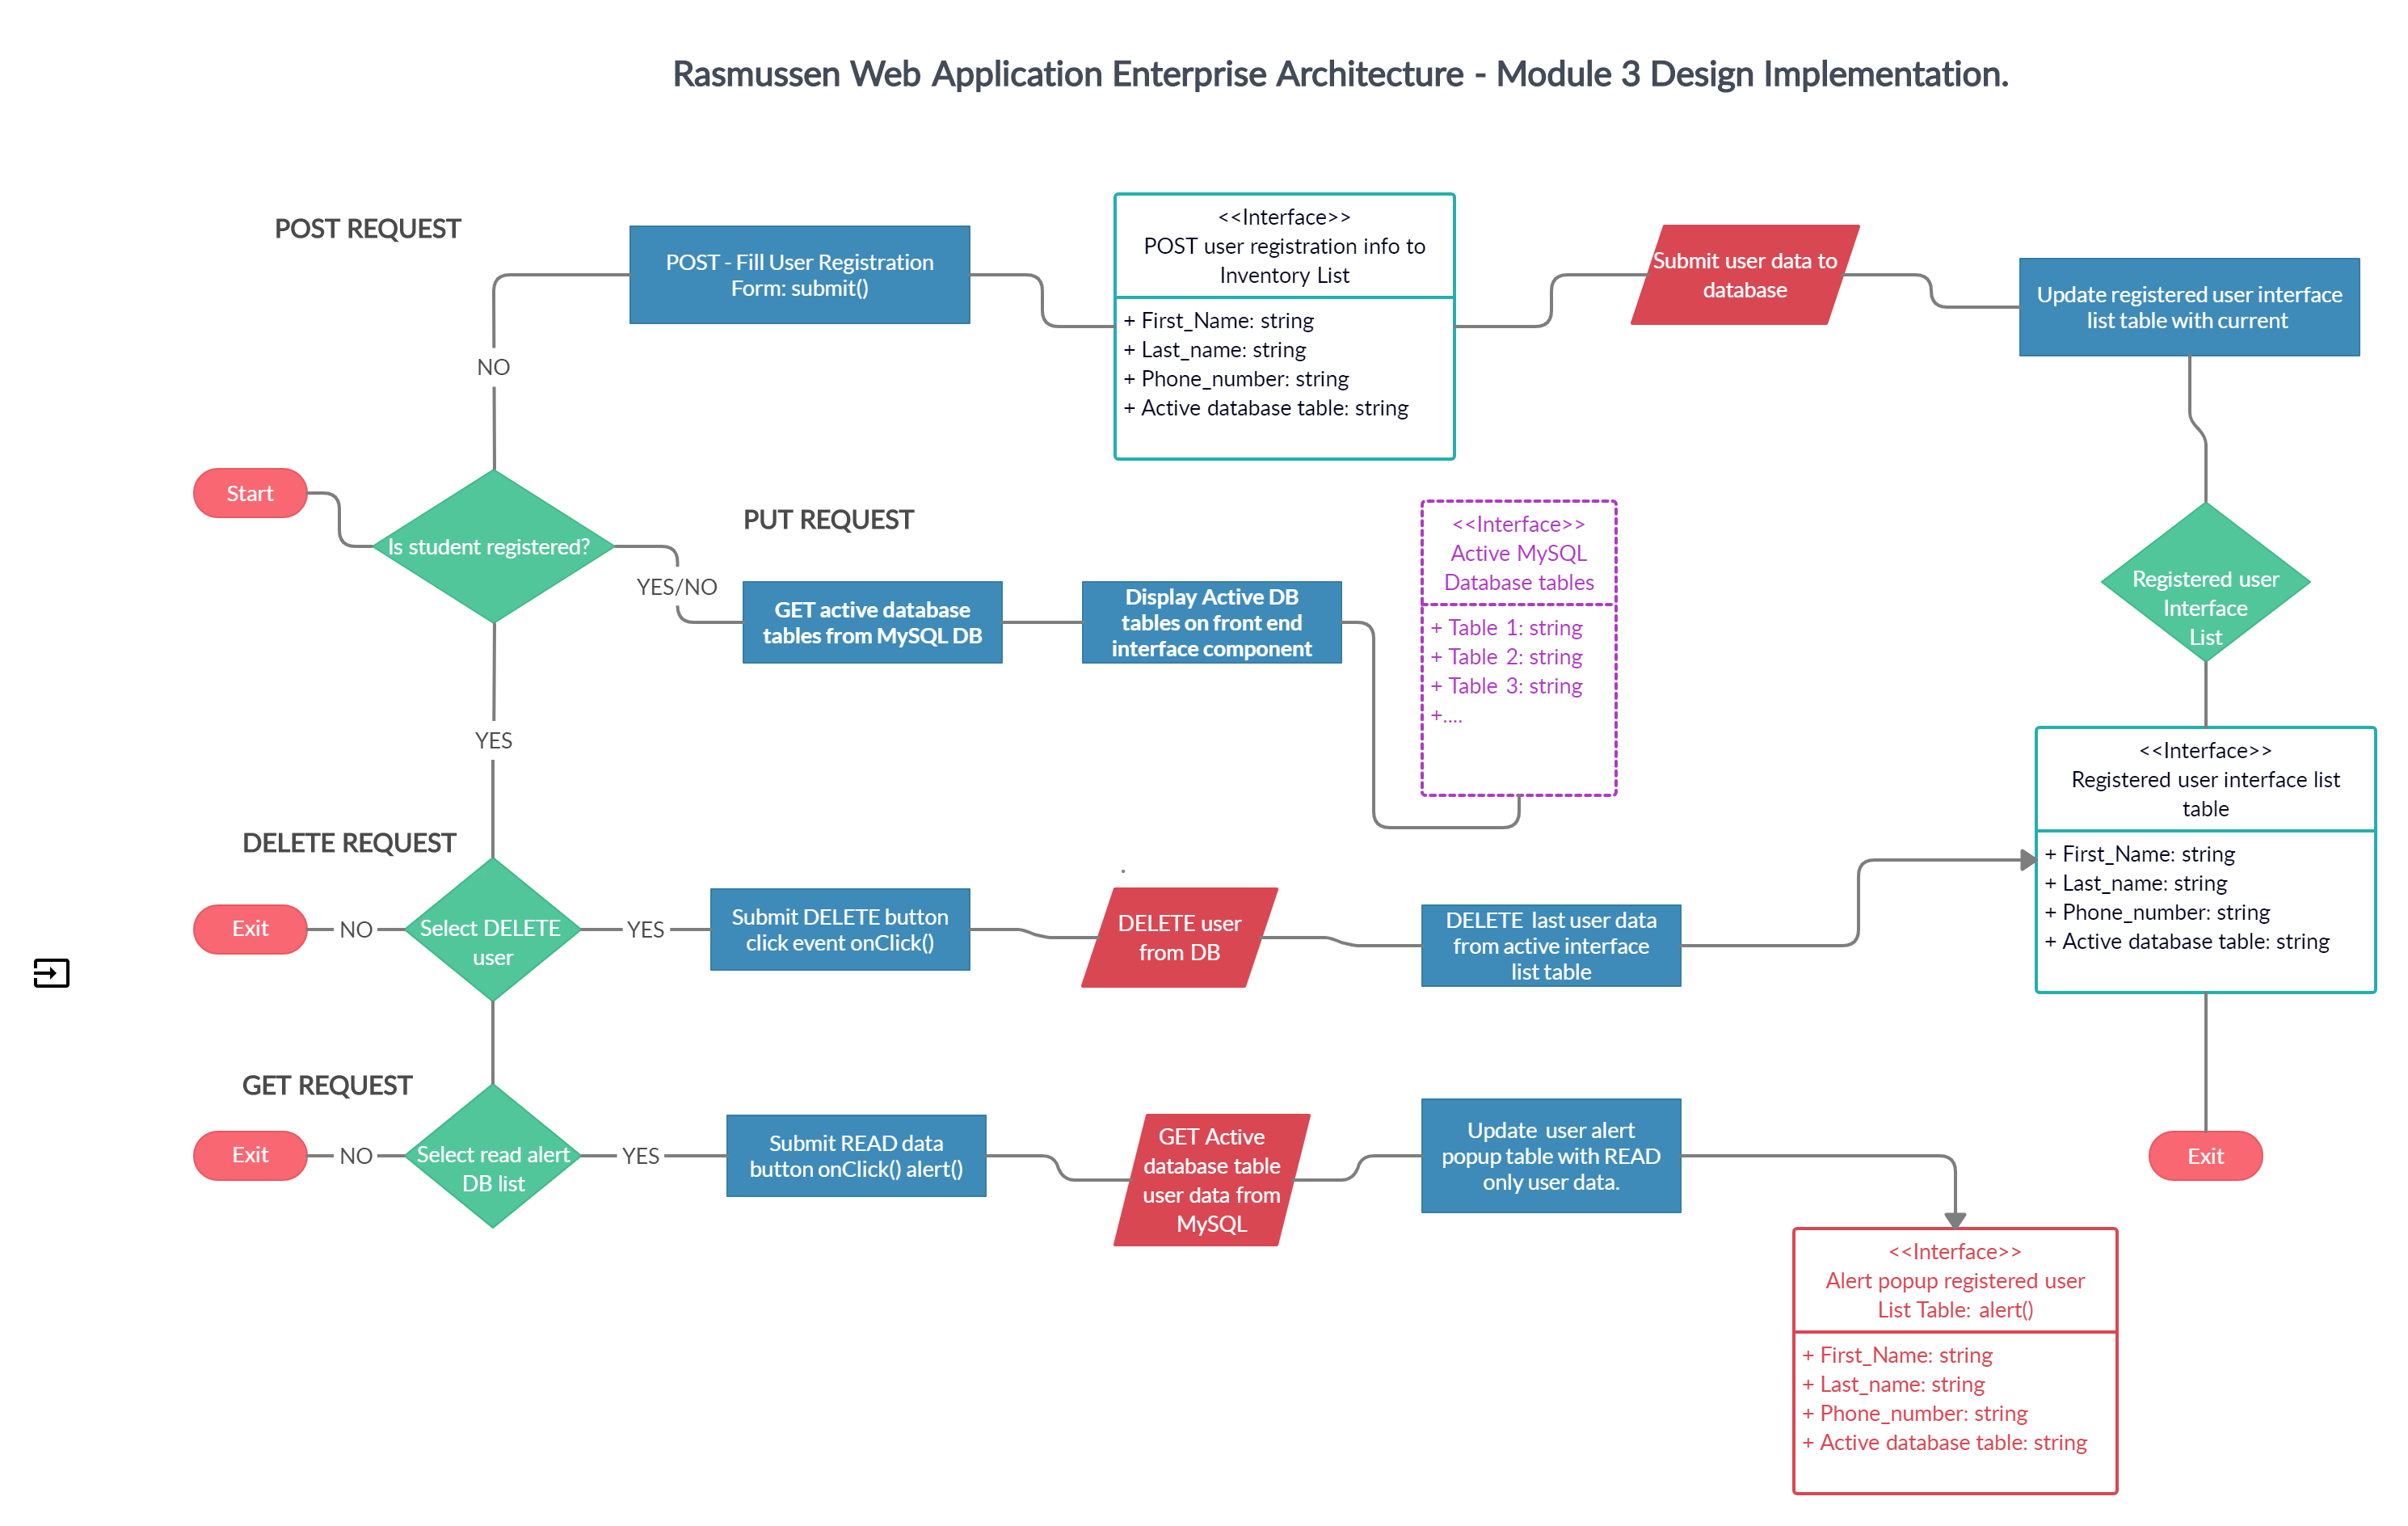 Rasmussen Web Application Enterprise Architecture - Module 3 Design Implementation.
POST REQUEST
POST - Fill User Registration
Form: submit()
<<Interface>>
POST user registration info to
Inventory List
+ First_Name: string
+ Last_name: string
+ Phone_number: string
+ Active database table: string
Submit user data to
database
Update registered user interface
list table with current
NO
Start
Is student registered?
YES/NO
PUT REQUEST
GET active database
tables from MySQL DB
Display Active DB
tables on front end
interface component
<<Interface>>
Active MySQL
Database tables
+ Table 1: string
+ Table 2: string
+ Table 3: string
+....
Registered user
Interface
List
YES
<<Interface>>
Registered user interface list
table
+ First_Name: string
+ Last_name: string
+ Phone_number: string
+ Active database table: string
DELETE REQUEST
Exit
NO
Select DELETE
user
YES
Submit DELETE button
click event onClick()
DELETE user
from DB
DELETE last user data
from active interface
list table
GET REQUEST
Exit
NO
Select read alert
DB list
YES
Submit READ data
button onClick() alert()
GET Active
database table
user data from
MySQL
Update user alert
popup table with READ
only user data.
Exit
<<Interface>>
Alert popup registered user
List Table: alert()
+ First_Name: string
+ Last_name: string
+ Phone_number: string
+ Active database table: string